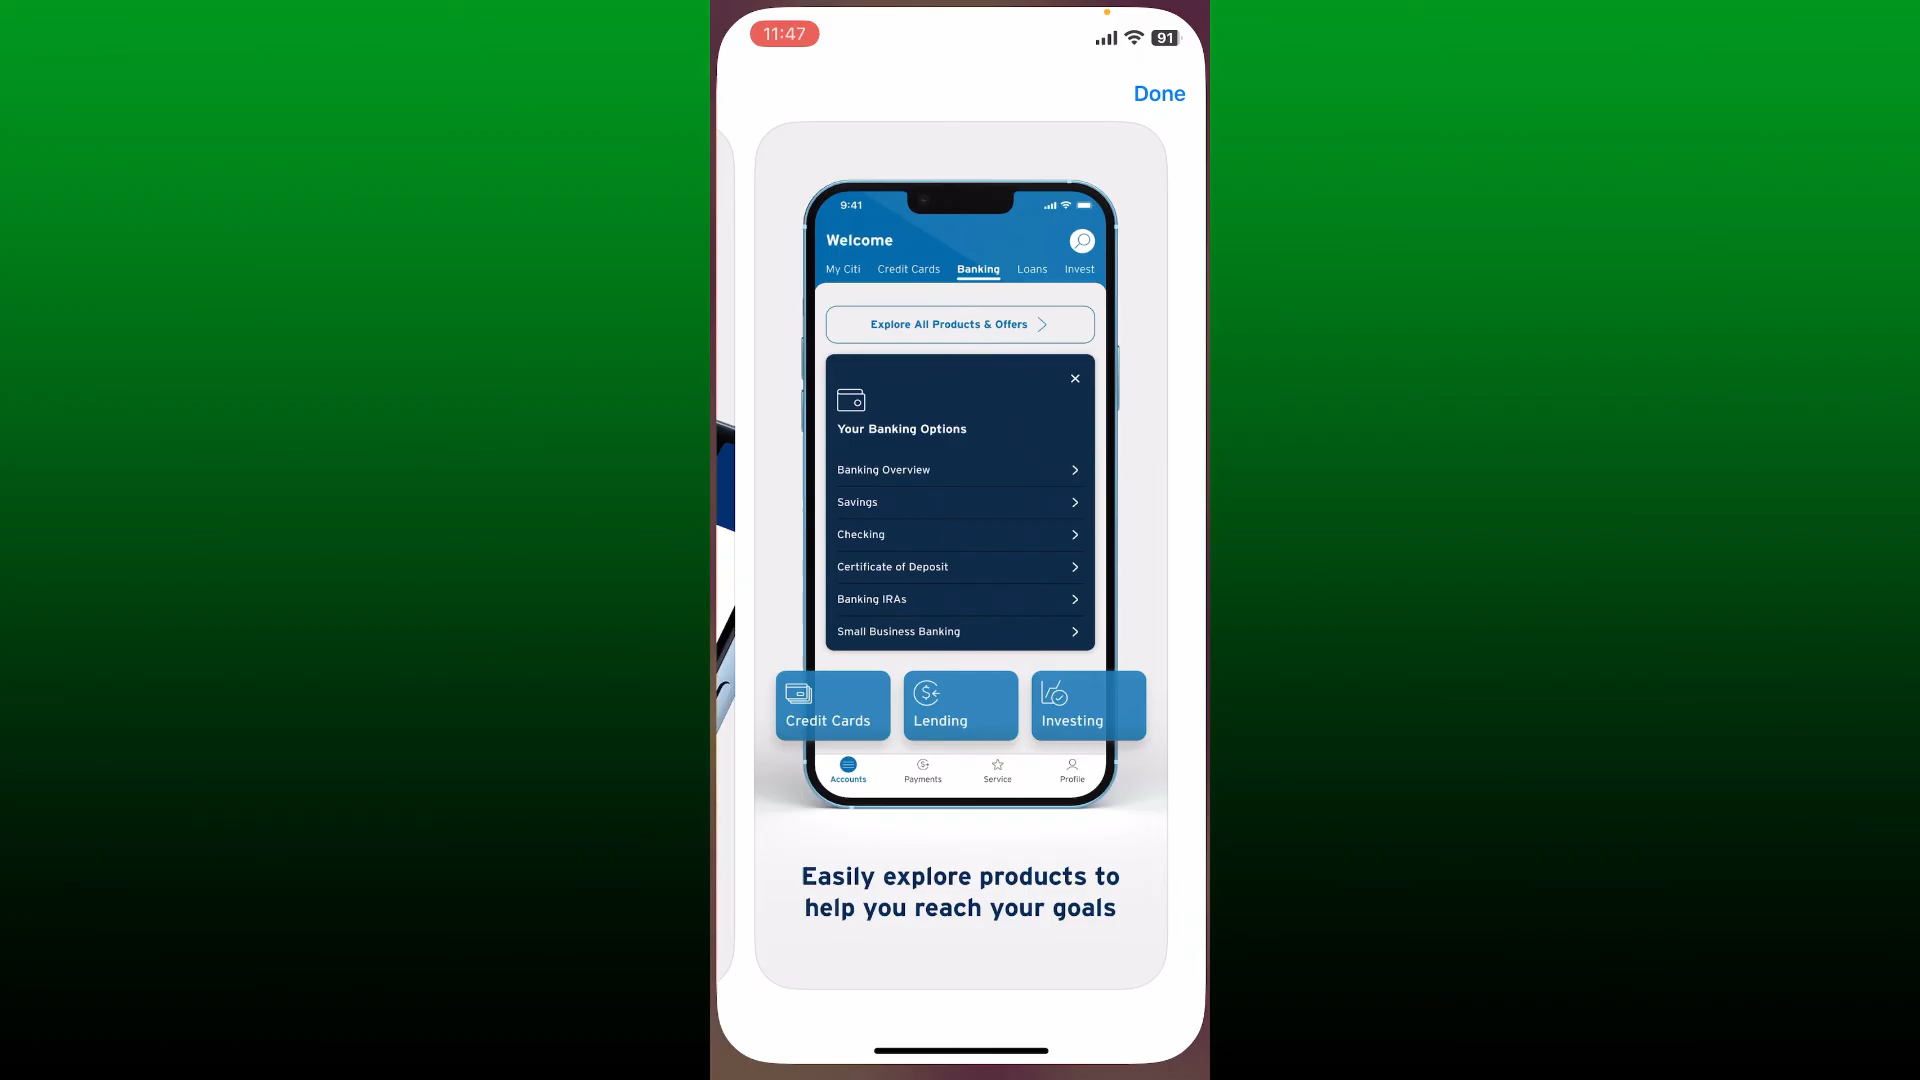 11:47
91
Done
9:41
Welcome
My Citi Credit Cards Banking Loans Invest
Explore All Products & Offers
Your Banking Options
Banking Overview
Savings
Checking
Certificate of Deposit
Banking IRAs
Small Business Banking
Credit Cards Lending Investing
Accounts Payments Service Profile
Easily explore products to
help you reach your goals